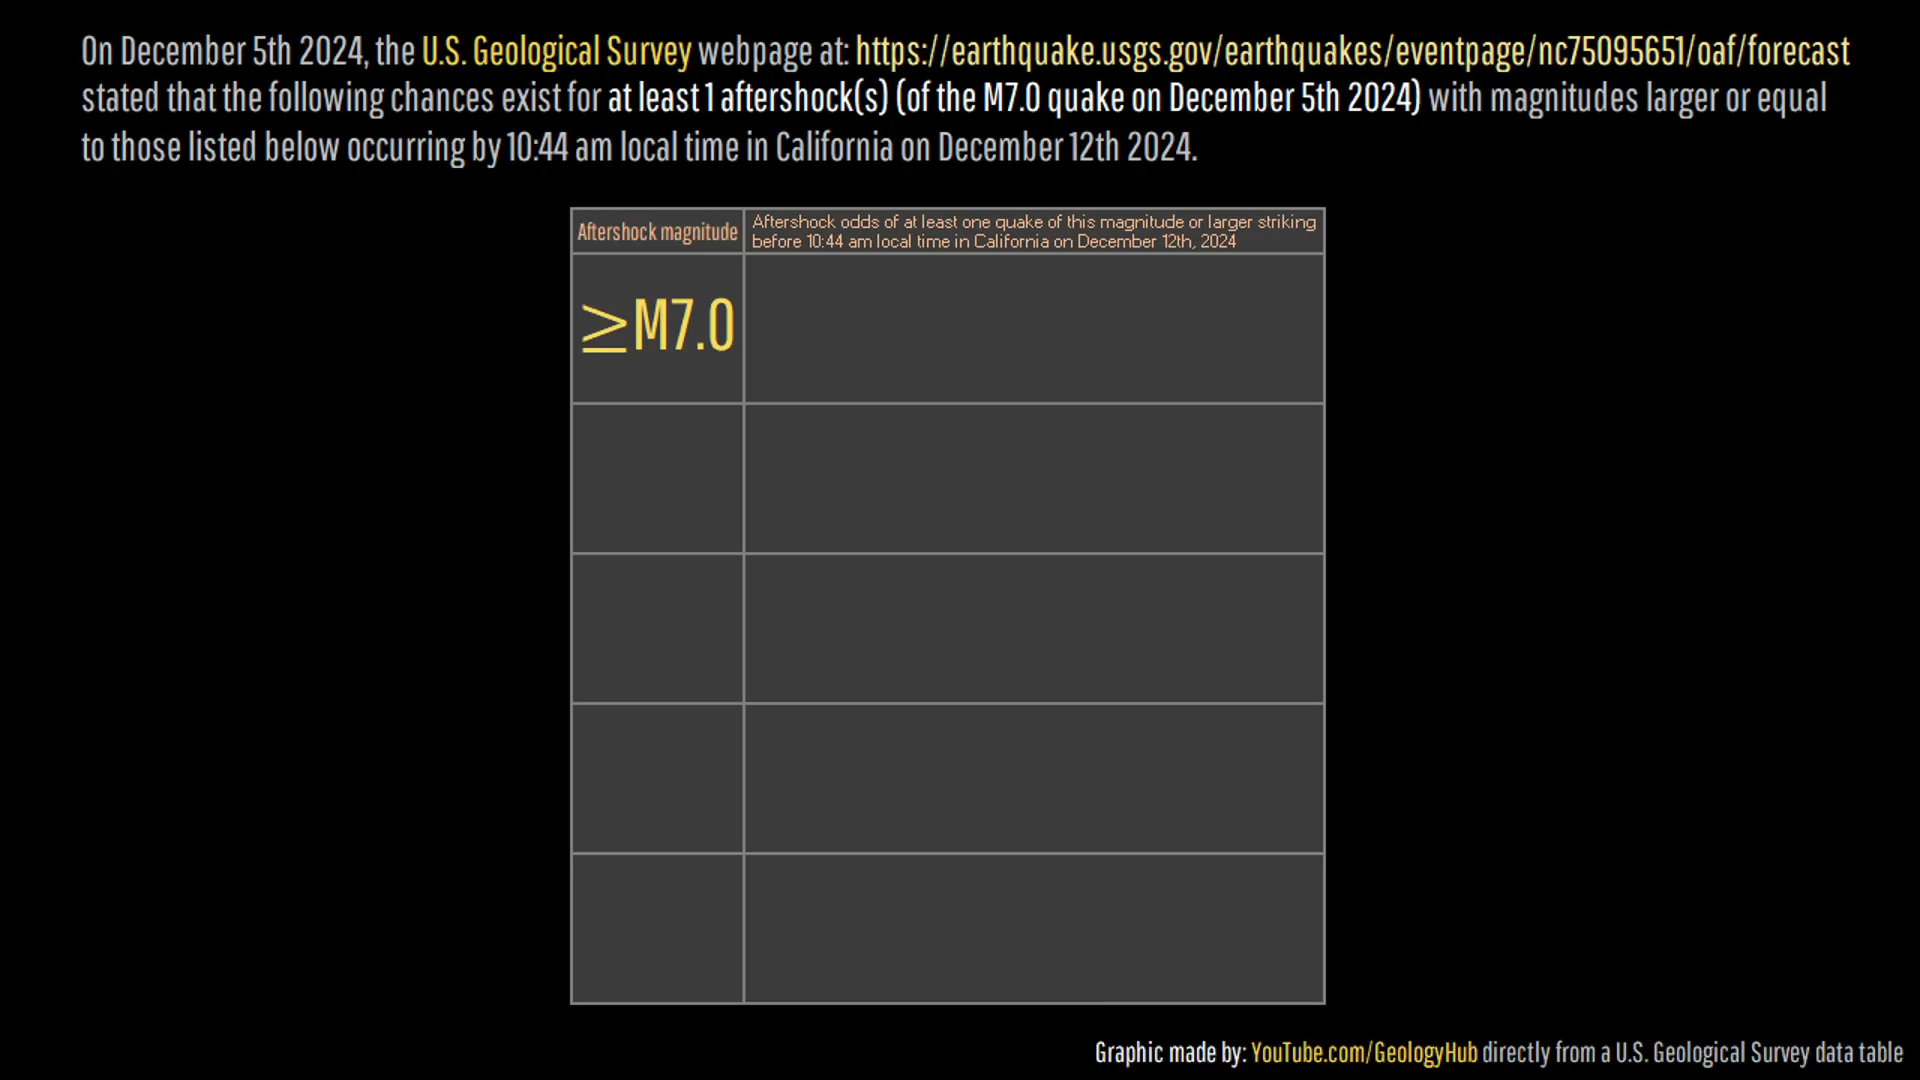 On December 5th 2024, the U.S. Geological Survey webpage at: https://earthquake.usgs.gov/earthquakes/eventpage/nc75095651/oaf/forecast
stated that the following chances exist for at least 1 aftershock(s) (of the M7.0 quake on December 5th 2024) with magnitudes larger or equal
to those listed below occurring by 10:44 am local time in California on December 12th 2024.
Aftershock magnitude
Aftershock odds of at least one quake of this magnitude or larger striking
before 10:44 am local time in California on December 12th, 2024
≥M7.0
Graphic made by: YouTube.com/GeologyHub directly from a U.S. Geological Survey data table